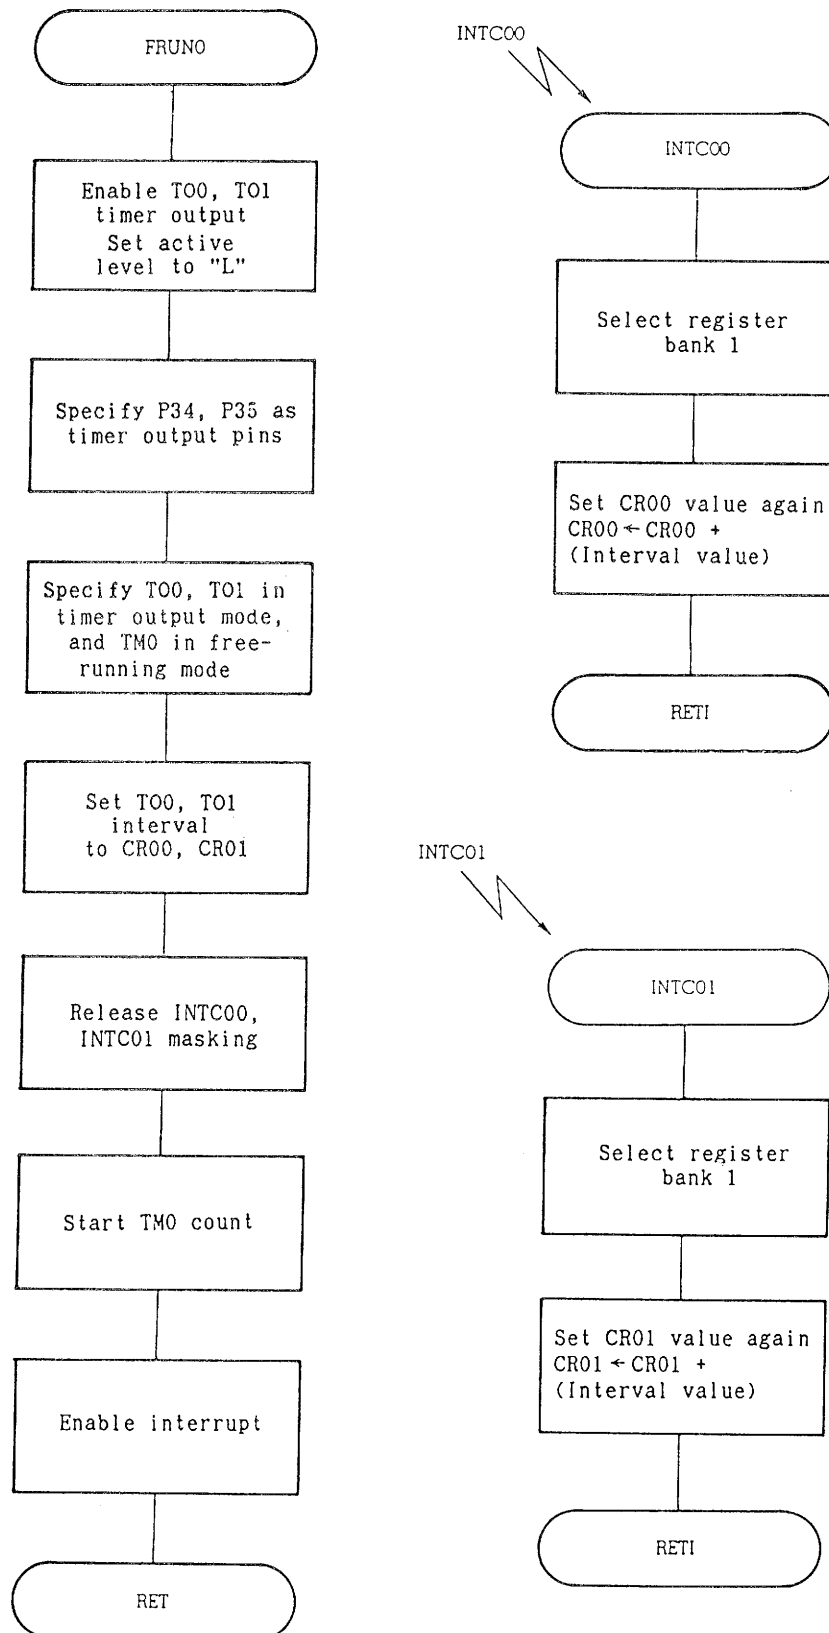 FRUN0
Enable TO0, TO1
timer output
Set active
level to "L"
Specify P34, P35 as
timer output pins
Specify TO0, TO1 in
timer output mode,
and TM0 in free-
running mode
Set TO0, TO1
interval
to CR00, CR01
Release INTC00,
INTC01 masking
Start TM0 count
Enable interrupt
RET
INTC00
INTC00
Select register
bank 1
Set CR00 value again
CR00 ← CR00 +
(Interval value)
RETI
INTC01
INTC01
Select register
bank 1
Set CR01 value again
CR01 ← CR01 +
(Interval value)
RETI